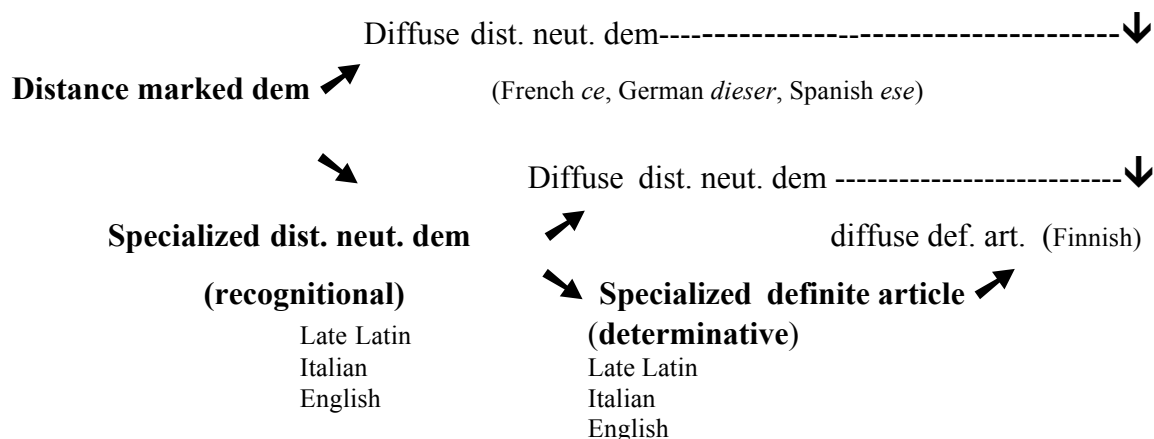 Diffuse dist. neut. dem------------------------------------------↓
Distance marked dem (French ce, German dieser, Spanish ese)
Diffuse dist. neut. dem ---------------------------↓
Specialized dist. neut. dem diffuse def. art. (Finnish)
(recognitional) Specialized definite article
Late Latin (determinative)
Italian Late Latin
English Italian
English